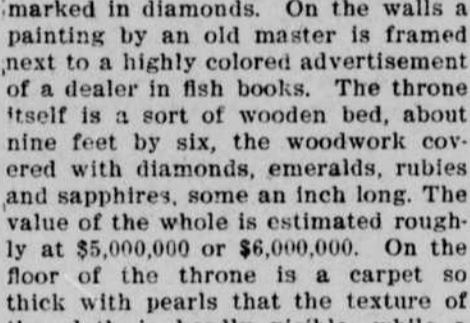 marked in diamonds. On the walls a
painting by an old master is framed
next to a highly colored advertisement
of a dealer in fish books. The throne
itself is a sort of wooden bed, about
nine feet by six, the woodwork cov-
ered with diamonds, emeralds, rubies
and sapphires, some an inch long. The
value of the whole is estimated rough-
ly at $5,000,000 or $6,000,000. On the
floor of the throne is a carpet so
thick with pearls that the texture of